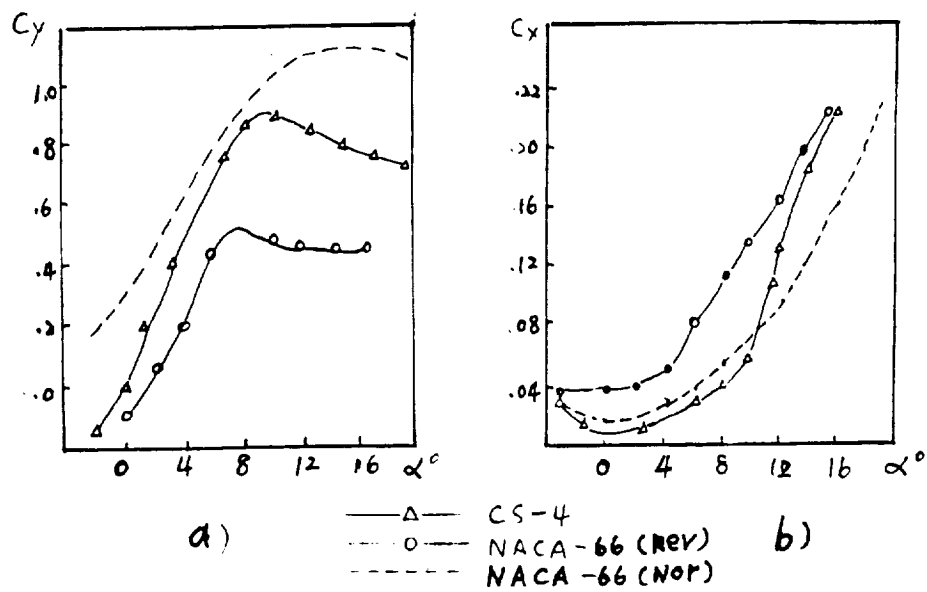 Cy
1.0
.8
.6
.4
.2
.0
0 4 8 12 16 α°
a)
Cx
.22
.20
.16
.12
.08
.04
0 4 8 12 16 α°
b)
CS-4
NACA-66 (Rev)
NACA-66 (Nor)